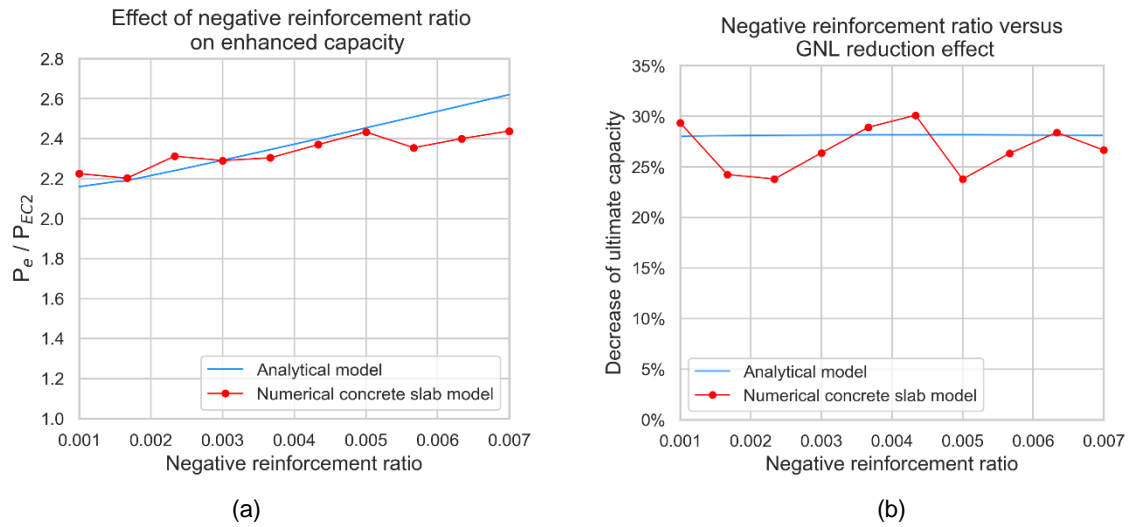 Effect of negative reinforcement ratio
on enhanced capacity
2.8
2.6
2.4
2.2
2.0
1.8
1.6
1.4
1.2
1.0
P_e / P_EC2
Analytical model
Numerical concrete slab model
0.001 0.002 0.003 0.004 0.005 0.006 0.007
Negative reinforcement ratio
(a)
Negative reinforcement ratio versus
GNL reduction effect
35%
30%
25%
20%
15%
10%
5%
0%
Decrease of ultimate capacity
Analytical model
Numerical concrete slab model
0.001 0.002 0.003 0.004 0.005 0.006 0.007
Negative reinforcement ratio
(b)